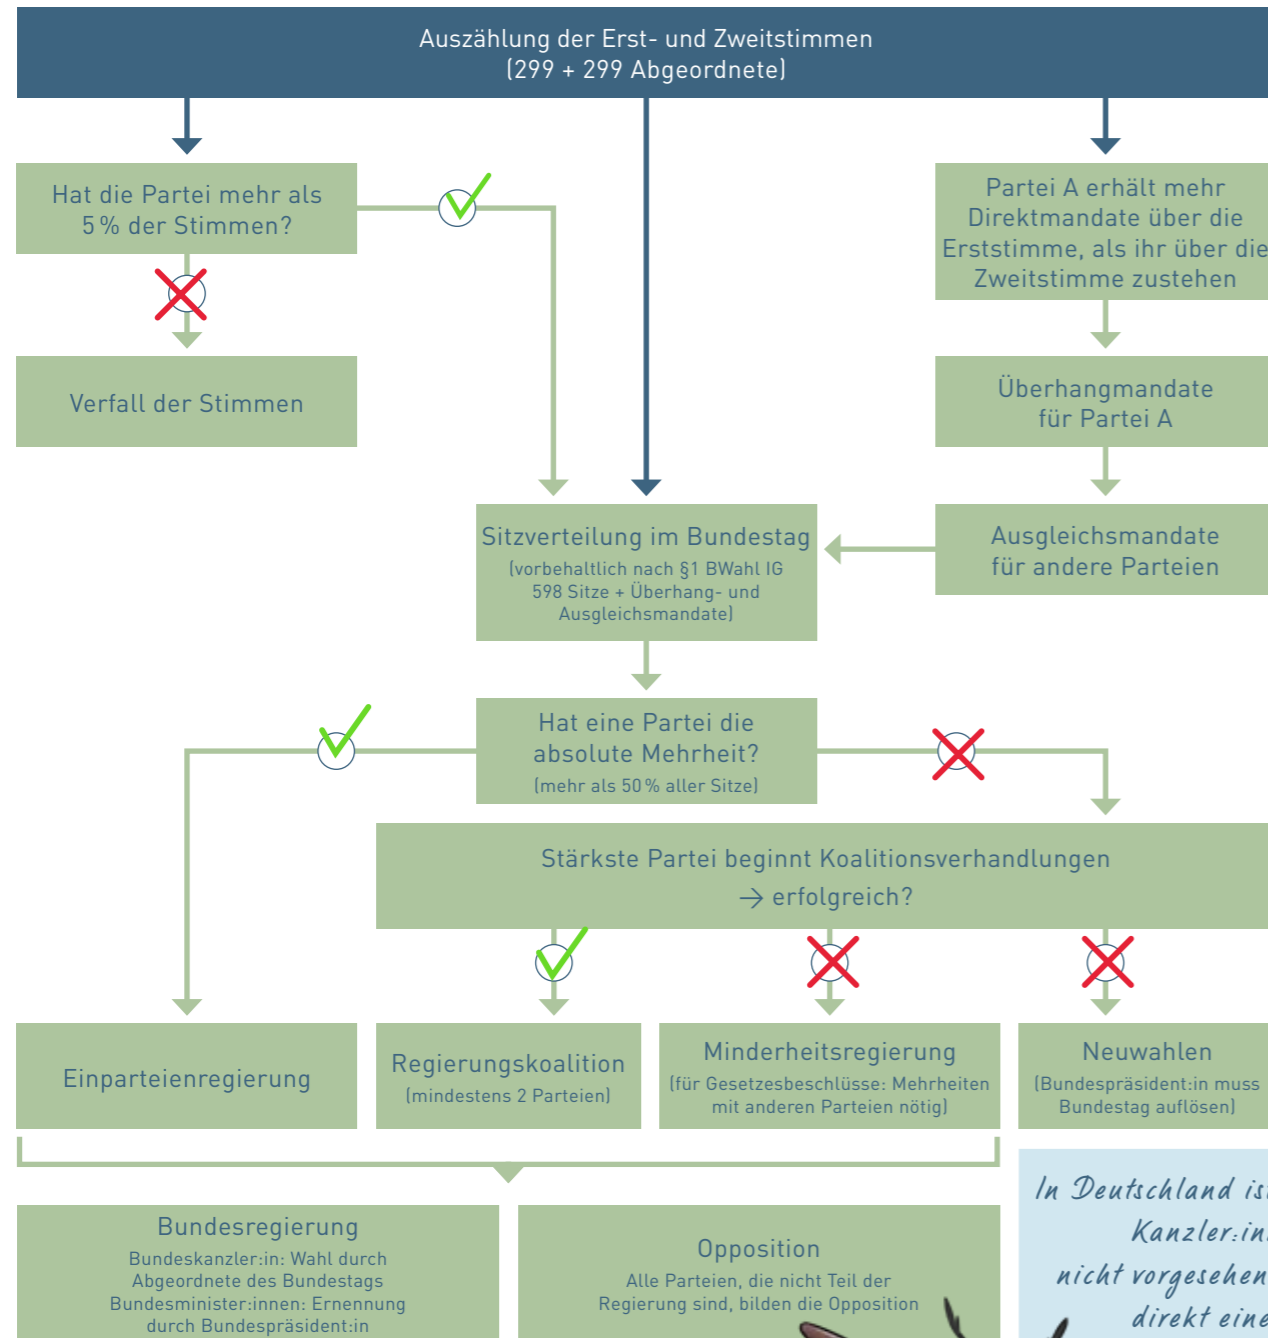 Auszählung der Erst- und Zweitstimmen
(299 + 299 Abgeordnete)
Hat die Partei mehr als
5 % der Stimmen?
Partei A erhält mehr
Direktmandate über die
Erststimme, als ihr über die
Zweitstimme zustehen
Verfall der Stimmen
Überhangmandate
für Partei A
Sitzverteilung im Bundestag
(vorbehaltlich nach §1 BWahl IG
598 Sitze + Überhang- und
Ausgleichsmandate)
Ausgleichsmandate
für andere Parteien
Hat eine Partei die
absolute Mehrheit?
(mehr als 50 % aller Sitze)
Stärkste Partei beginnt Koalitionsverhandlungen
→ erfolgreich?
Einparteienregierung
Regierungskoalition
(mindestens 2 Parteien)
Minderheitsregierung
(für Gesetzesbeschlüsse: Mehrheiten
mit anderen Parteien nötig)
Neuwahlen
(Bundespräsident:in muss
Bundestag auflösen)
Bundesregierung
Bundeskanzler:in: Wahl durch
Abgeordnete des Bundestags
Bundesminister:innen: Ernennung
durch Bundespräsident:in
Opposition
Alle Parteien, die nicht Teil der
Regierung sind, bilden die Opposition
In Deutschland ist
Kanzler:in
nicht vorgesehen
direkt eine